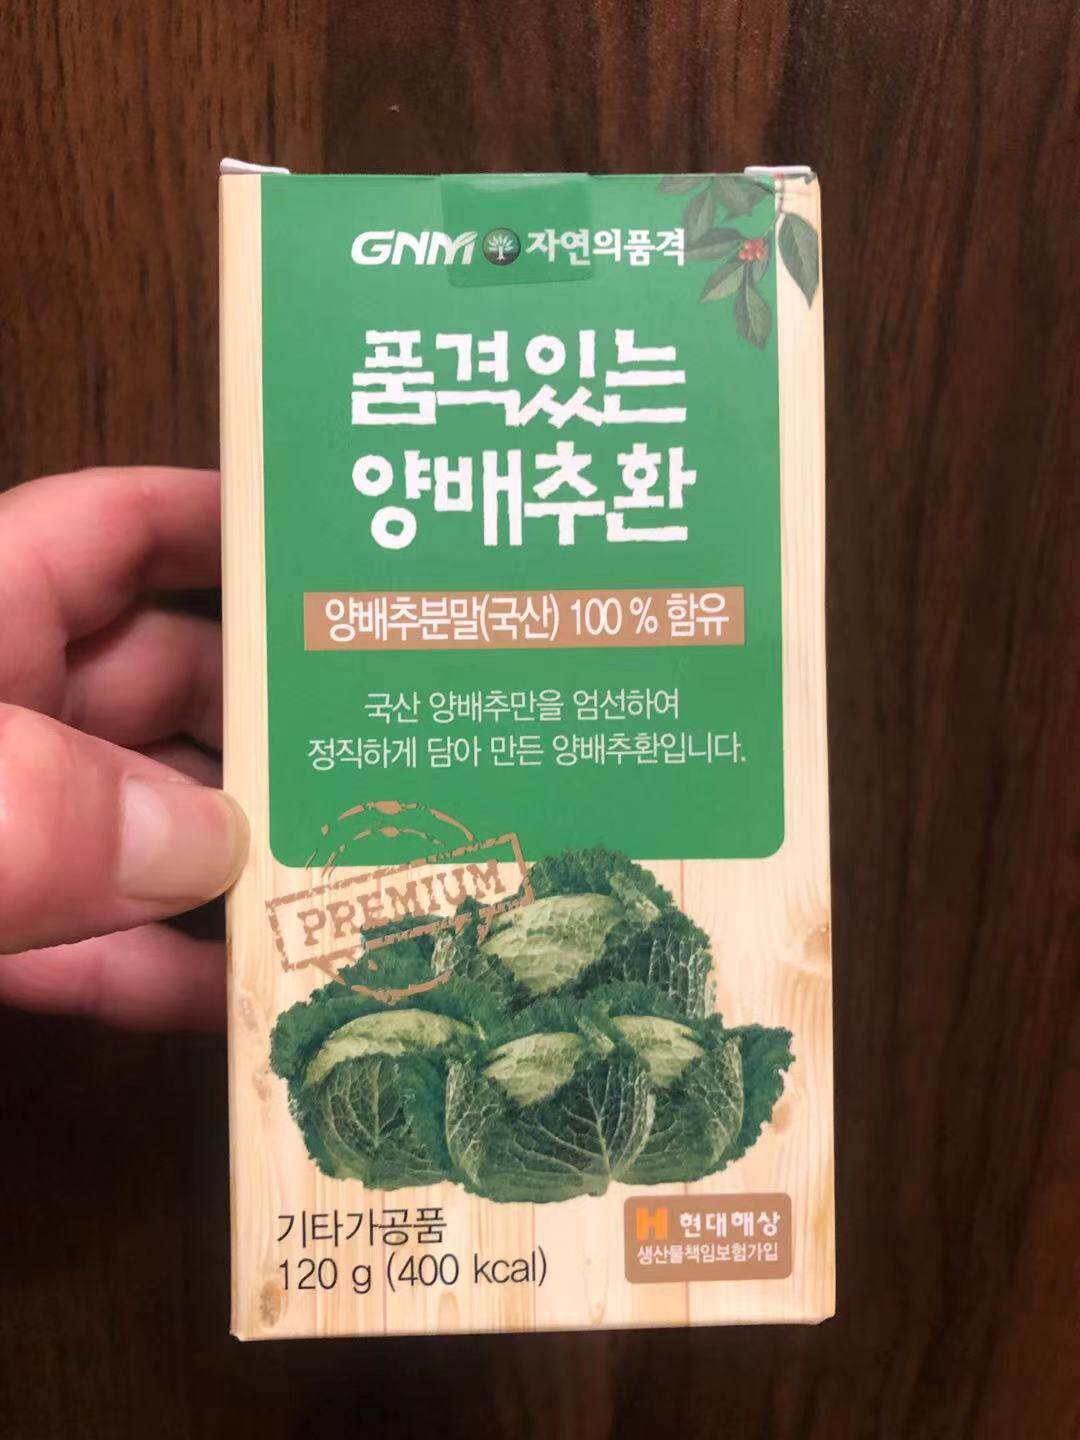 GNM 자연의품격
품격있는
양배추환
양배추분말(국산) 100 % 함유
국산 양배추만을 엄선하여
정직하게 담아 만든 양배추환입니다.
PREMIUM
기타가공품
120 g (400 kcal)
H 현대해상
생산물책임보험가입